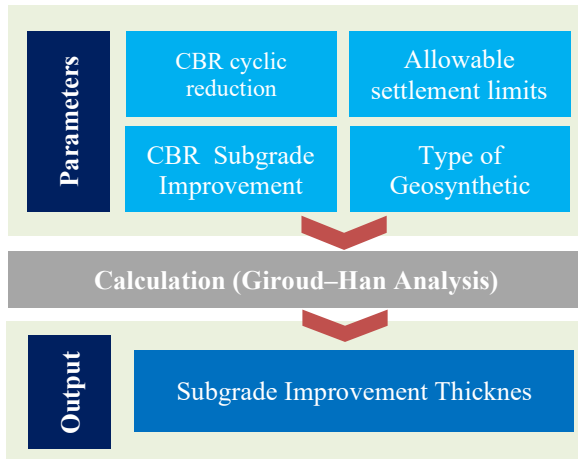 Parameters
CBR cyclic
reduction
Allowable
settlement limits
CBR Subgrade
Improvement
Type of
Geosynthetic
Calculation (Giroud–Han Analysis)
Output
Subgrade Improvement Thicknes